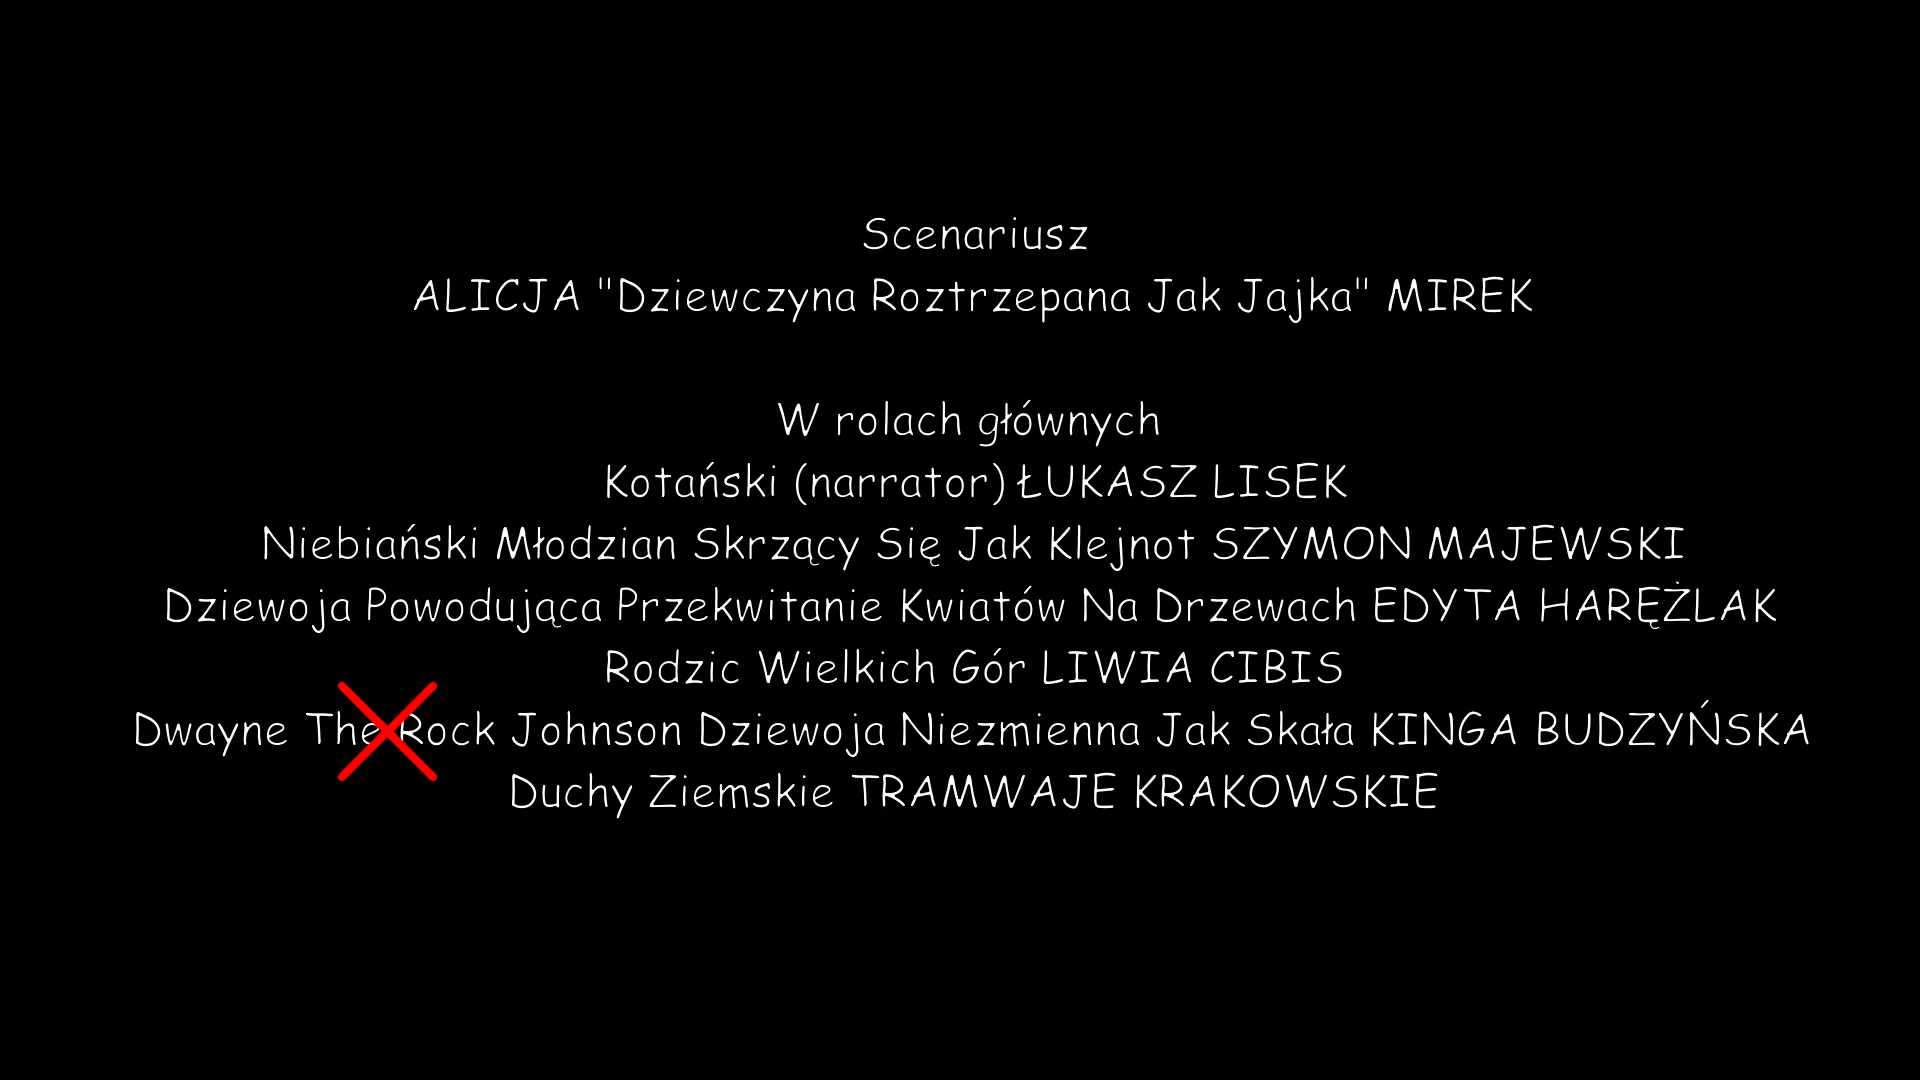 Scenariusz
ALICJA "Dziewczyna Roztrzepana Jak Jajka" MIREK
W rolach głównych
Kotański (narrator) ŁUKASZ LISEK
Niebiański Młodzian Skrzący Się Jak Klejnot SZYMON MAJEWSKI
Dziewoja Powodująca Przekwitanie Kwiatów Na Drzewach EDYTA HARĘŻLAK
Rodzic Wielkich Gór LIWIA CIBIS
Dwayne The Rock Johnson Dziewoja Niezmienna Jak Skała KINGA BUDZYŃSKA
Duchy Ziemskie TRAMWAJE KRAKOWSKIE